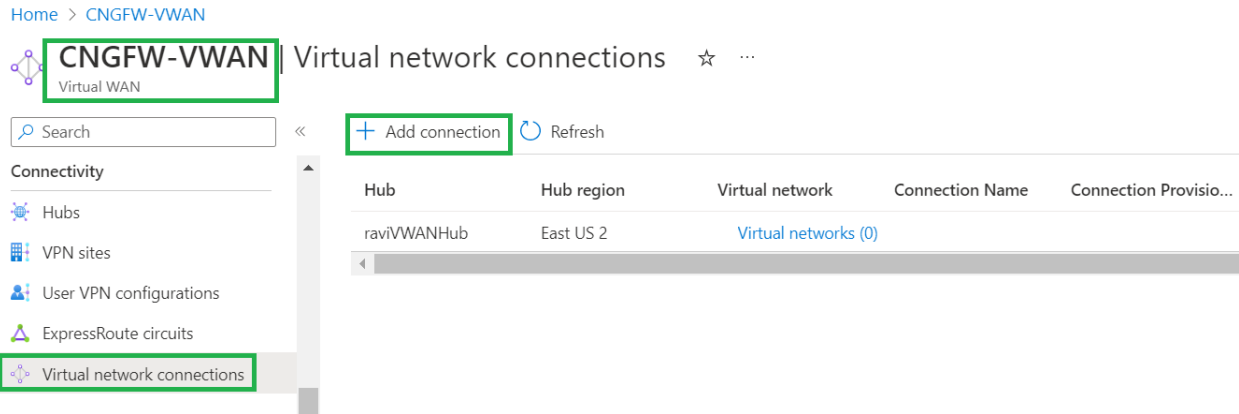 Home > CNGFW-VWAN
CNGFW-VWAN | Virtual network connections
Virtual WAN
Search
+ Add connection
Refresh
Connectivity
Hubs
VPN sites
User VPN configurations
ExpressRoute circuits
Virtual network connections
Hub Hub region Virtual network Connection Name Connection Provisio...
raviVWANHub East US 2 Virtual networks (0)